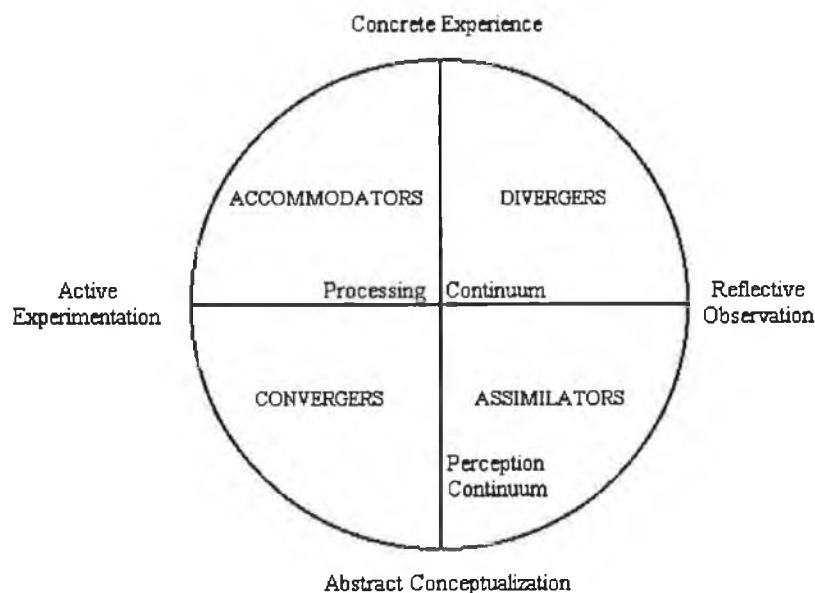 Concrete Experience
ACCOMMODATORS
DIVERGERS
Active
Experimentation
Processing
Continuum
Reflective
Observation
CONVERGERS
ASSIMILATORS
Perception
Continuum
Abstract Conceptualization